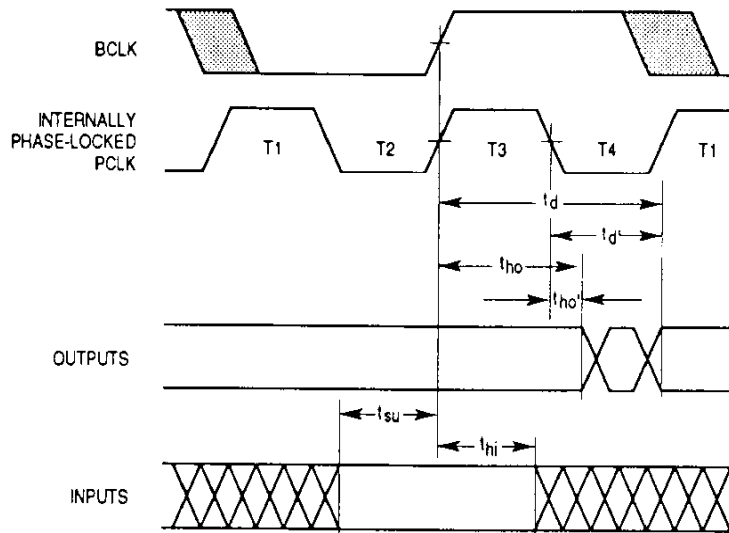 BCLK
INTERNALLY
PHASE-LOCKED
PCLK
T1 T2 T3 T4 T1
td
td'
tho
tho'
OUTPUTS
tsu
thi
INPUTS